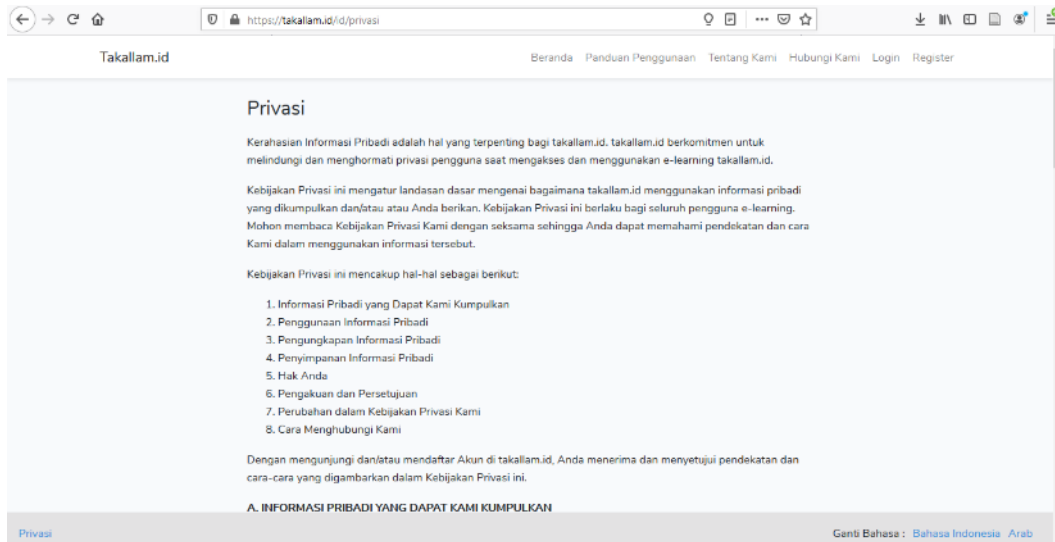 https://takallam.id/id/privasi
Takallam.id
Beranda Panduan Penggunaan Tentang Kami Hubungi Kami Login Register
Privasi
Kerahasian Informasi Pribadi adalah hal yang terpenting bagi takallam.id. takallam.id berkomitmen untuk
melindungi dan menghormati privasi pengguna saat mengakses dan menggunakan e-learning takallam.id.
Kebijakan Privasi ini mengatur landasan dasar mengenai bagaimana takallam.id menggunakan informasi pribadi
yang dikumpulkan dan/atau atau Anda berikan. Kebijakan Privasi ini berlaku bagi seluruh pengguna e-learning.
Mohon membaca Kebijakan Privasi Kami dengan seksama sehingga Anda dapat memahami pendekatan dan cara
Kami dalam menggunakan informasi tersebut.
Kebijakan Privasi ini mencakup hal-hal sebagai berikut:
1. Informasi Pribadi yang Dapat Kami Kumpulkan
2. Penggunaan Informasi Pribadi
3. Pengungkapan Informasi Pribadi
4. Penyimpanan Informasi Pribadi
5. Hak Anda
6. Pengakuan dan Persetujuan
7. Perubahan dalam Kebijakan Privasi Kami
8. Cara Menghubungi Kami
Dengan mengunjungi dan/atau mendaftar Akun di takallam.id, Anda menerima dan menyetujui pendekatan dan
cara-cara yang digambarkan dalam Kebijakan Privasi ini.
A. INFORMASI PRIBADI YANG DAPAT KAMI KUMPULKAN
Privasi Ganti Bahasa : Bahasa Indonesia Arab